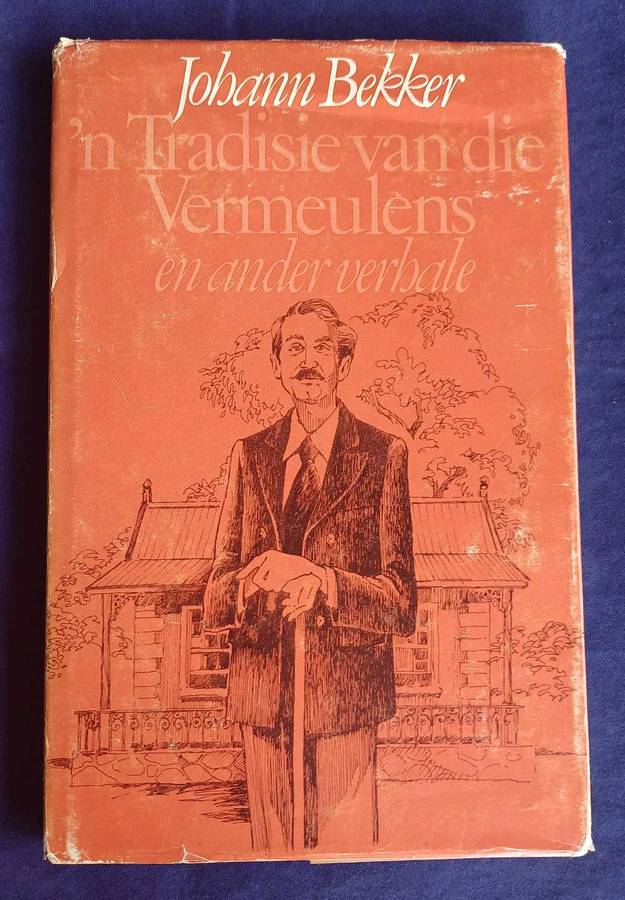 Johann Bekker
'n Tradisie van die
Vermeulens
en ander verhale